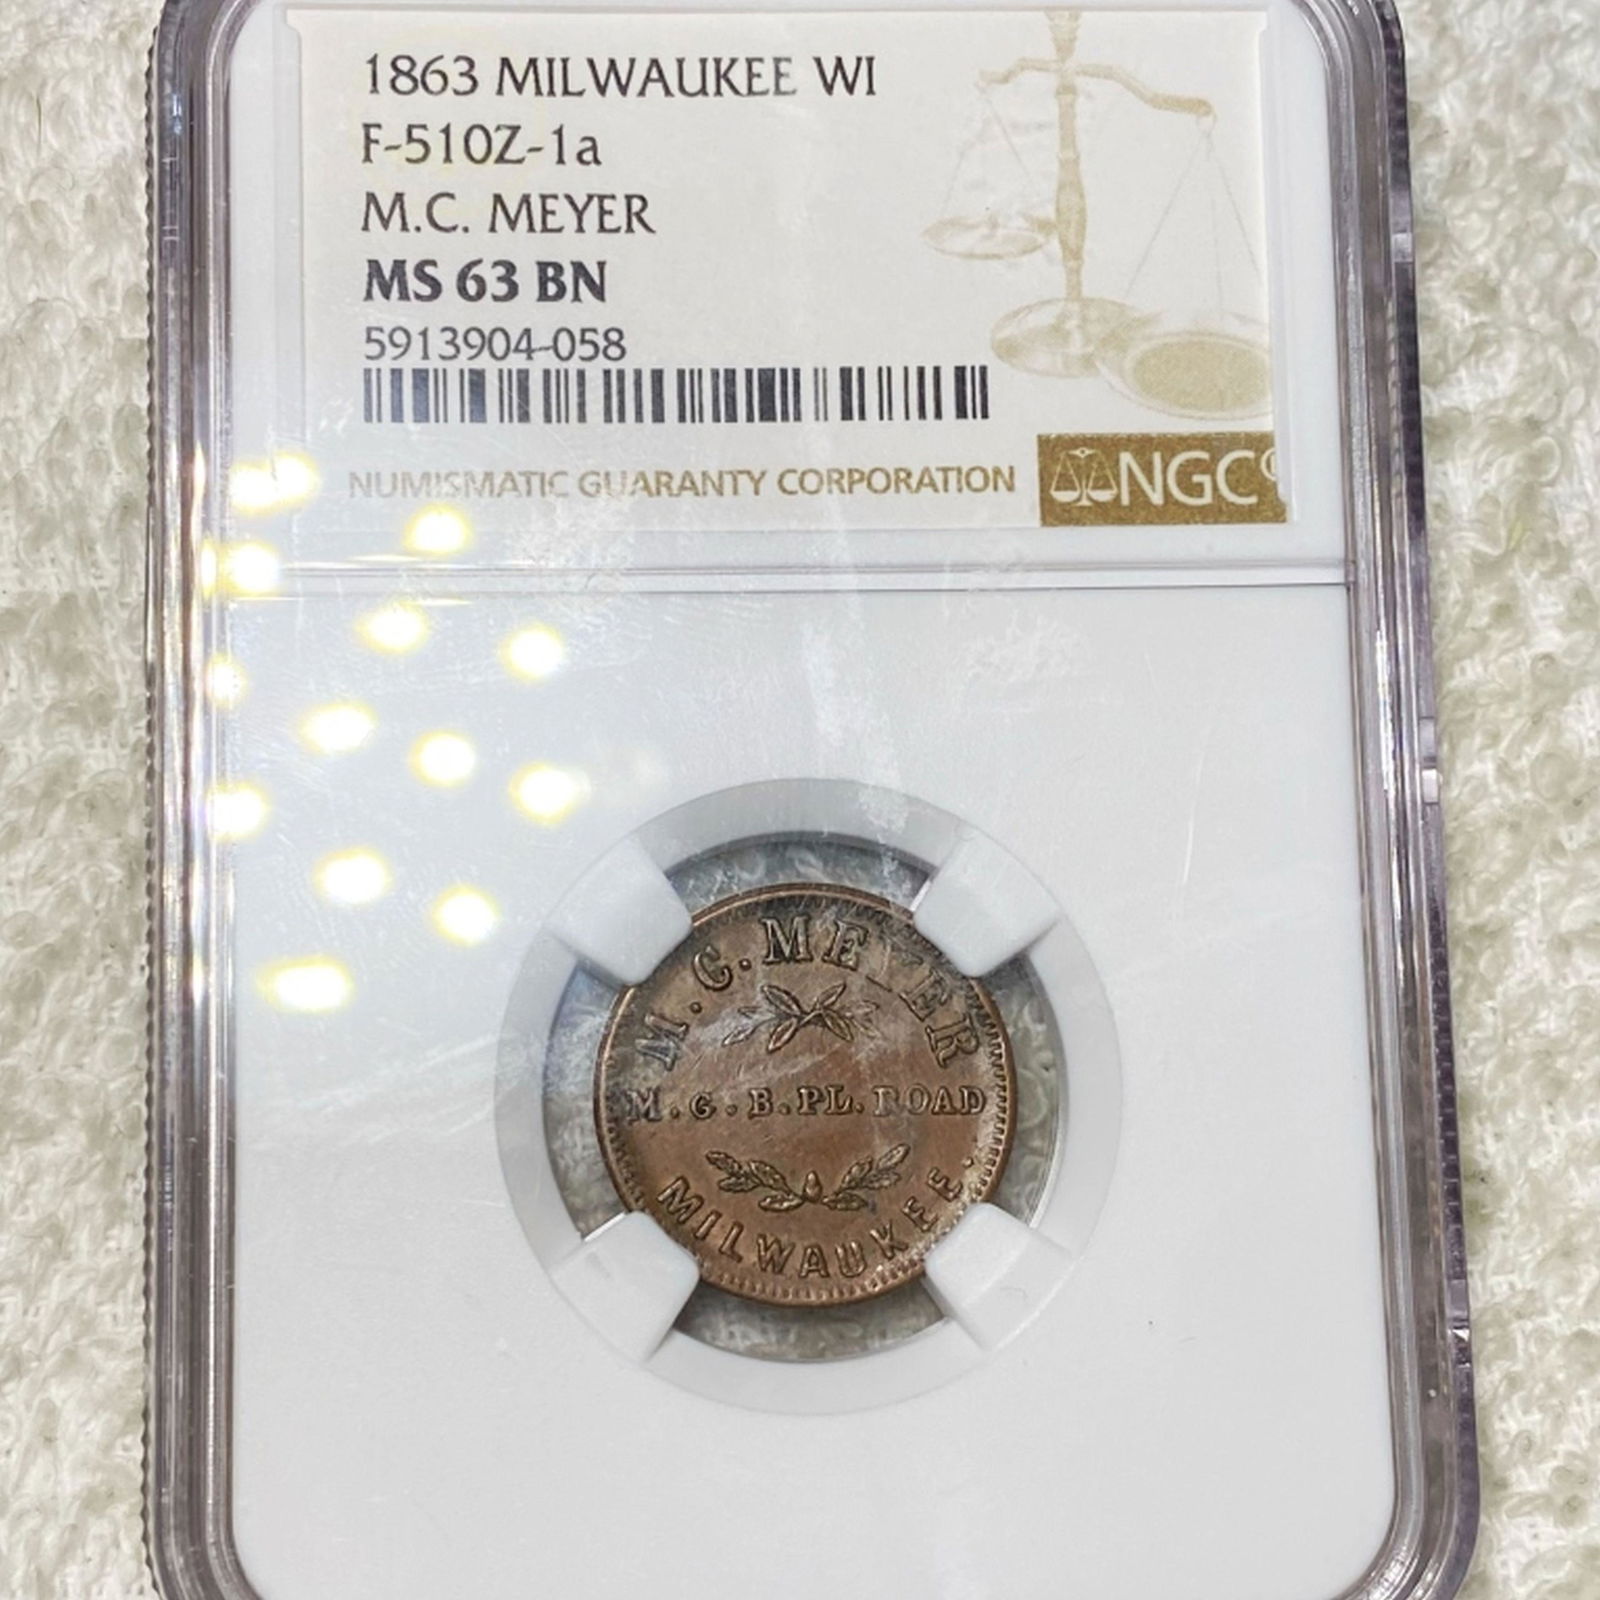 1863 MILWAUKEE WI
F-510Z-1a
M.C. MEYER
MS 63 BN
5913904-058
NUMISMATIC GUARANTY CORPORATION NGC
M.C.MEYER
M.G.B.PL.ROAD
MILWAUKEE.